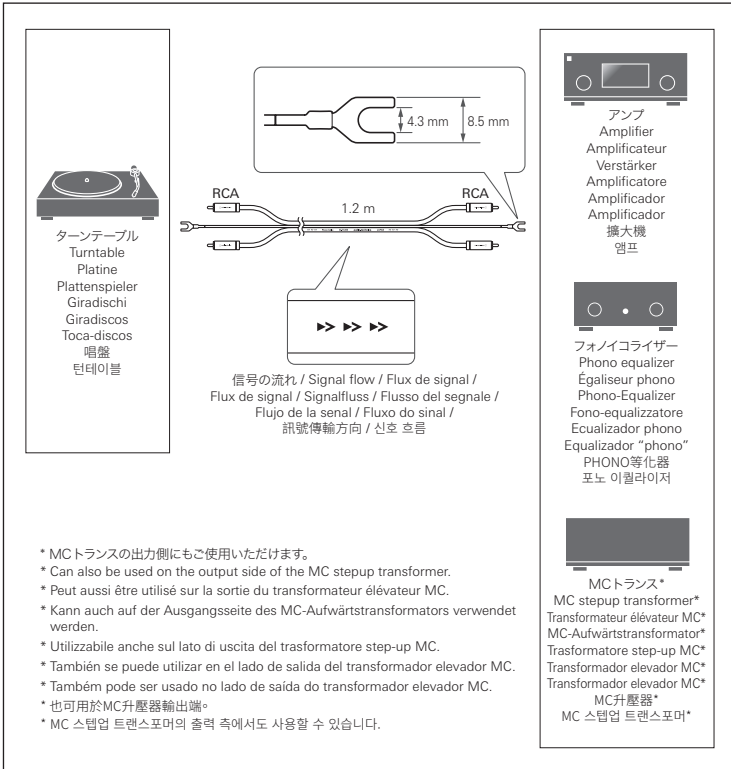 ターンテーブル
Turntable
Platine
Plattenspieler
Giradischi
Giradiscos
Toca-discos
唱盤
턴테이블
4.3 mm
8.5 mm
RCA
1.2 m
RCA
信号の流れ / Signal flow / Flux de signal /
Flux de signal / Signalfluss / Flusso del segnale /
Flujo de la senal / Fluxo do sinal /
訊號傳輸方向 / 신호 흐름
アンプ
Amplifier
Amplificateur
Verstärker
Amplificatore
Amplificador
Amplificador
擴大機
앰프
フォノイコライザー
Phono equalizer
Égaliseur phono
Phono-Equalizer
Fono-equalizzatore
Ecualizador phono
Equalizador “phono”
PHONO等化器
포노 이퀄라이저
MCトランス*
MC stepup transformer*
Transformateur élévateur MC*
MC-Aufwärtstransformator*
Trasformatore step-up MC*
Transformador elevador MC*
Transformador elevador MC*
MC升壓器*
MC 스텝업 트랜스포머*
* MCトランスの出力側にもご使用いただけます。
* Can also be used on the output side of the MC stepup transformer.
* Peut aussi être utilisé sur la sortie du transformateur élévateur MC.
* Kann auch auf der Ausgangsseite des MC-Aufwärtstransformators verwendet
werden.
* Utilizzabile anche sul lato di uscita del trasformatore step-up MC.
* También se puede utilizar en el lado de salida del transformador elevador MC.
* Também pode ser usado no lado de saída do transformador elevador MC.
* 也可用於MC升壓器輸出端。
* MC 스텝업 트랜스포머의 출력 측에서도 사용할 수 있습니다.